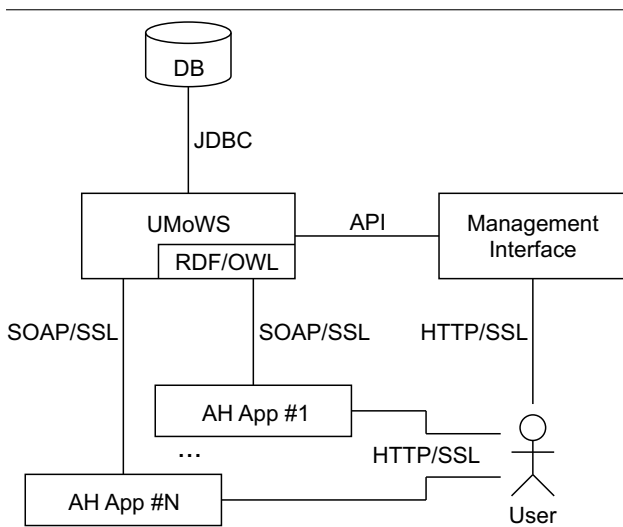 DB
JDBC
UMoWS
API
Management
Interface
RDF/OWL
SOAP/SSL
SOAP/SSL
HTTP/SSL
AH App #1
...
HTTP/SSL
AH App #N
User